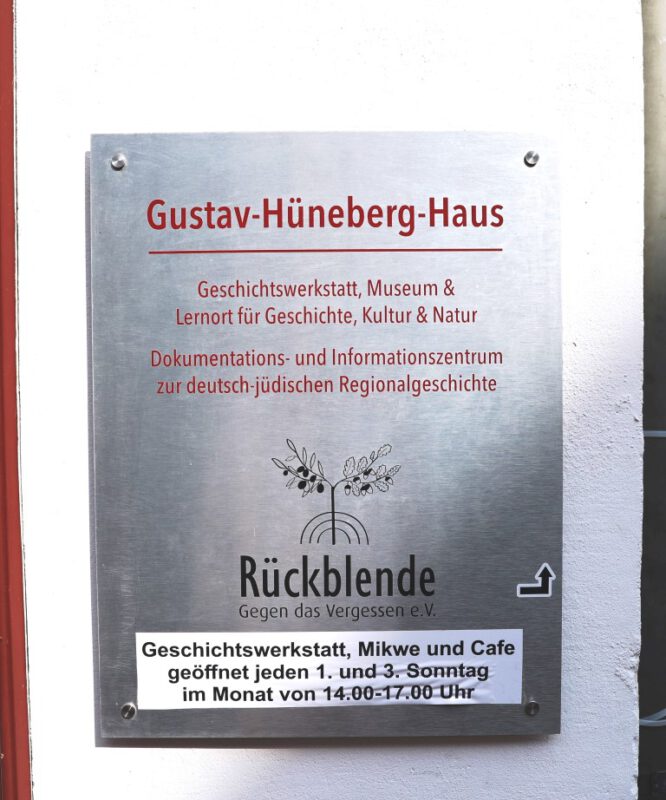 Gustav-Hüneberg-Haus
Geschichtswerkstatt, Museum &
Lernort für Geschichte, Kultur & Natur
Dokumentations- und Informationszentrum
zur deutsch-jüdischen Regionalgeschichte
Rückblende
Gegen das Vergessen e.V.
Geschichtswerkstatt, Mikwe und Cafe
geöffnet jeden 1. und 3. Sonntag
im Monat von 14.00-17.00 Uhr